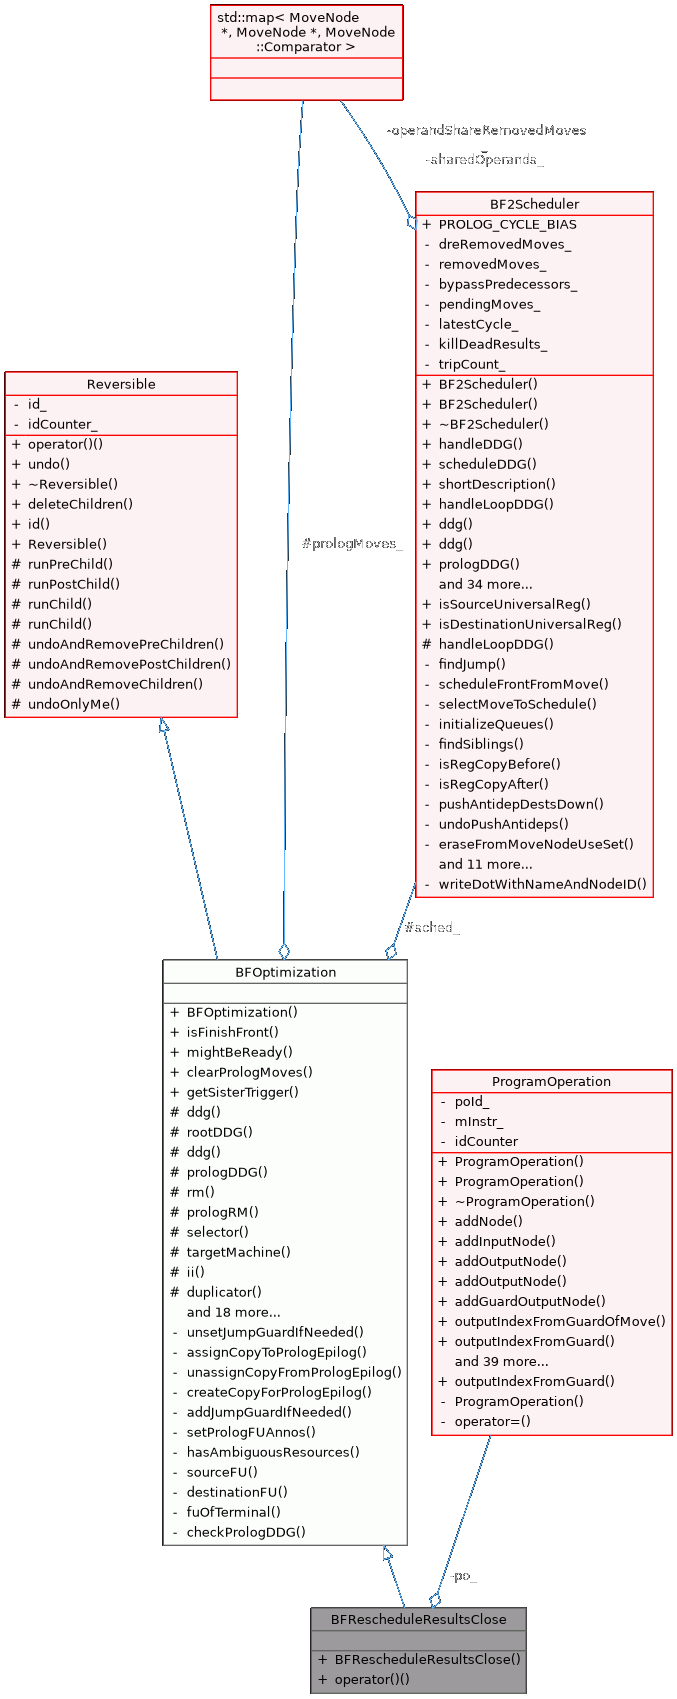 std::map< MoveNode
*, MoveNode *, MoveNode
::Comparator >
-operandShareRemovedMoves
_
-sharedOperands_
BF2Scheduler
+ PROLOG_CYCLE_BIAS
- dreRemovedMoves_
- removedMoves_
- bypassPredecessors_
- pendingMoves_
- latestCycle_
- killDeadResults_
- tripCount_
+ BF2Scheduler()
+ BF2Scheduler()
+ ~BF2Scheduler()
+ handleDDG()
+ scheduleDDG()
+ shortDescription()
+ handleLoopDDG()
+ ddg()
+ ddg()
+ prologDDG()
and 34 more...
+ isSourceUniversalReg()
+ isDestinationUniversalReg()
# handleLoopDDG()
- findJump()
- scheduleFrontFromMove()
- selectMoveToSchedule()
- initializeQueues()
- findSiblings()
- isRegCopyBefore()
- isRegCopyAfter()
- pushAntidepDestsDown()
- undoPushAntideps()
- eraseFromMoveNodeUseSet()
and 11 more...
- writeDotWithNameAndNodeID()
Reversible
- id_
- idCounter_
+ operator()()
+ undo()
+ ~Reversible()
+ deleteChildren()
+ id()
+ Reversible()
# runPreChild()
# runPostChild()
# runChild()
# runChild()
# undoAndRemovePreChildren()
# undoAndRemovePostChildren()
# undoAndRemoveChildren()
# undoOnlyMe()
#prologMoves_
#sched_
BFOptimization
+ BFOptimization()
+ isFinishFront()
+ mightBeReady()
+ clearPrologMoves()
+ getSisterTrigger()
# ddg()
# rootDDG()
# ddg()
# prologDDG()
# rm()
# prologRM()
# selector()
# targetMachine()
# ii()
# duplicator()
and 18 more...
- unsetJumpGuardIfNeeded()
- assignCopyToPrologEpilog()
- unassignCopyFromPrologEpilog()
- createCopyForPrologEpilog()
- addJumpGuardIfNeeded()
- setPrologFUAnnos()
- hasAmbiguousResources()
- sourceFU()
- destinationFU()
- fuOfTerminal()
- checkPrologDDG()
ProgramOperation
- poId_
- mInstr_
- idCounter
+ ProgramOperation()
+ ProgramOperation()
+ ~ProgramOperation()
+ addNode()
+ addInputNode()
+ addOutputNode()
+ addOutputNode()
+ addGuardOutputNode()
+ outputIndexFromGuardOfMove()
+ outputIndexFromGuard()
and 39 more...
+ outputIndexFromGuard()
- ProgramOperation()
- operator=()
-po_
BFRescheduleResultsClose
+ BFRescheduleResultsClose()
+ operator()()